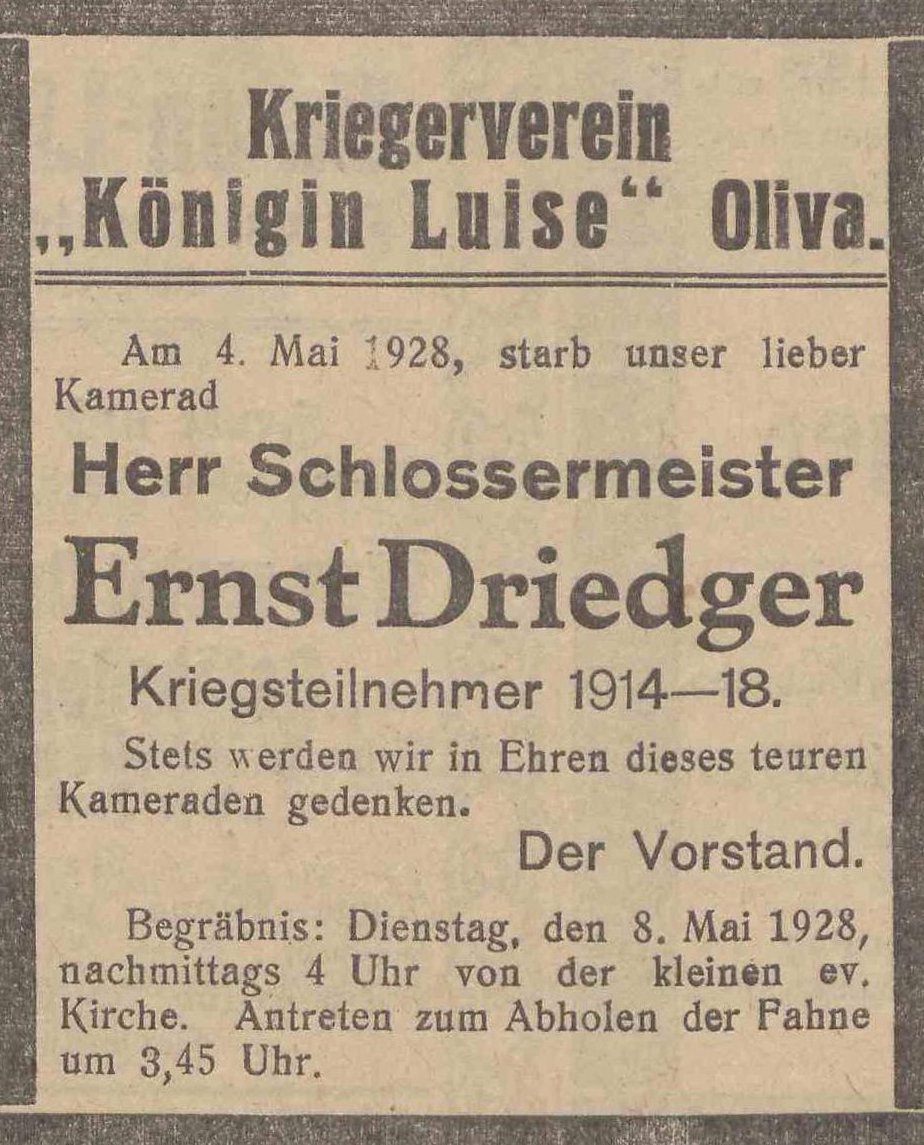 Kriegerverein
„Königin Luise“ Oliva.
Am 4. Mai 1928, starb unser lieber
Kamerad
Herr Schlossermeister
Ernst Driedger
Kriegsteilnehmer 1914—18.
Stets werden wir in Ehren dieses teuren
Kameraden gedenken.
Der Vorstand.
Begräbnis: Dienstag, den 8. Mai 1928,
nachmittags 4 Uhr von der kleinen ev.
Kirche. Antreten zum Abholen der Fahne
um 3,45 Uhr.